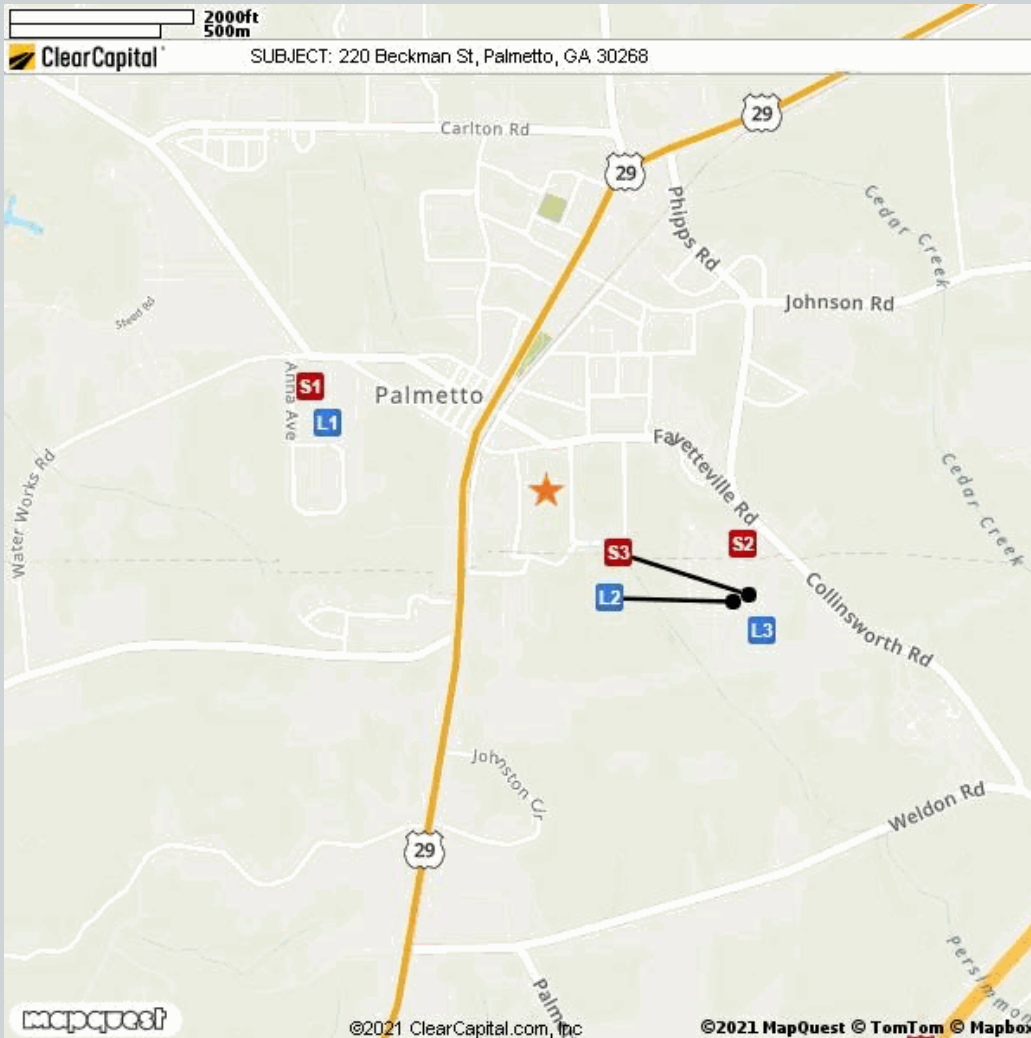 2000ft
500m
ClearCapital
SUBJECT: 220 Beckman St, Palmetto, GA 30268
29
Carlton Rd
29
Phipps Rd
Cedar Creek
Johnson Rd
Steed Rd
Anna Ave
S1
Palmetto
L1
Fayetteville Rd
Water Works Rd
Cedar Creek
S3
S2
L2
Collinsworth Rd
L3
Johnston Cir
Weldon Rd
29
Persimmon
Palme
mapquest
©2021 ClearCapital.com, Inc
©2021 MapQuest © TomTom © Mapbox